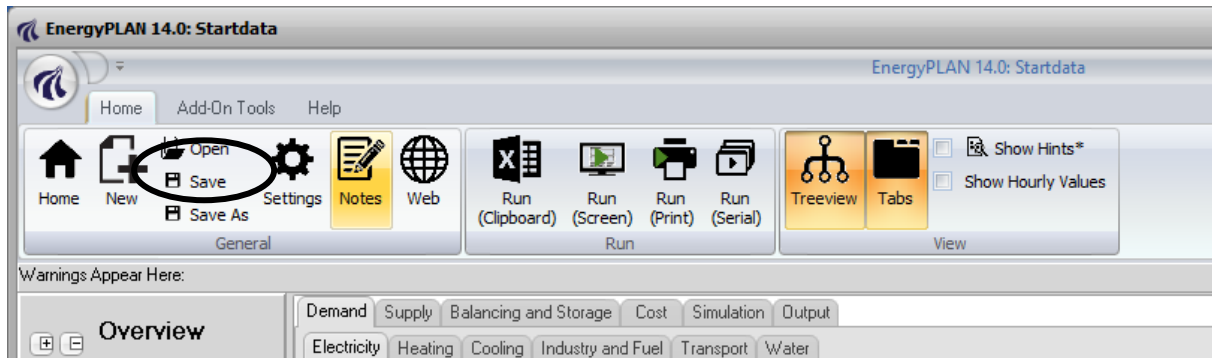 EnergyPLAN 14.0: Startdata
EnergyPLAN 14.0: Startdata
Home Add-On Tools Help
Open
Save
Save As
Home New Settings Notes Web
General
Run (Clipboard)
Run (Screen)
Run (Print)
Run (Serial)
Run
Treeview Tabs
Show Hints*
Show Hourly Values
View
Warnings Appear Here:
Overview
Demand Supply Balancing and Storage Cost Simulation Output
Electricity Heating Cooling Industry and Fuel Transport Water